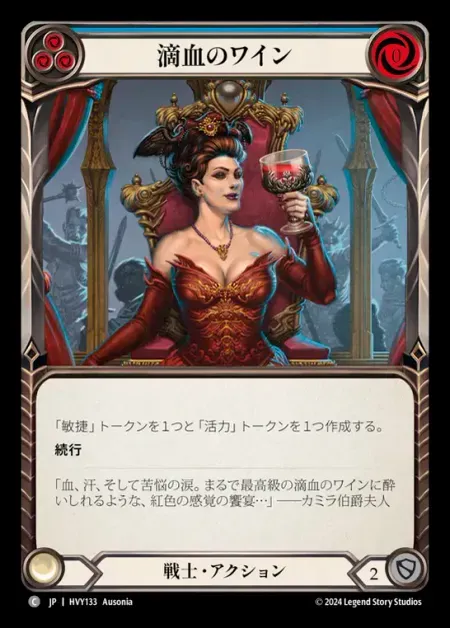 滴血のワイン
0
「敏捷」トークンを1つと「活力」トークンを1つ作成する。
続行
「血、汗、そして苦悩の涙。まるで最高級の滴血のワインに酔
いしれるような、紅色の感覚の饗宴…」――カミラ伯爵夫人
戦士・アクション
2
C JP | HVY133 Ausonia
© 2024 Legend Story Studios